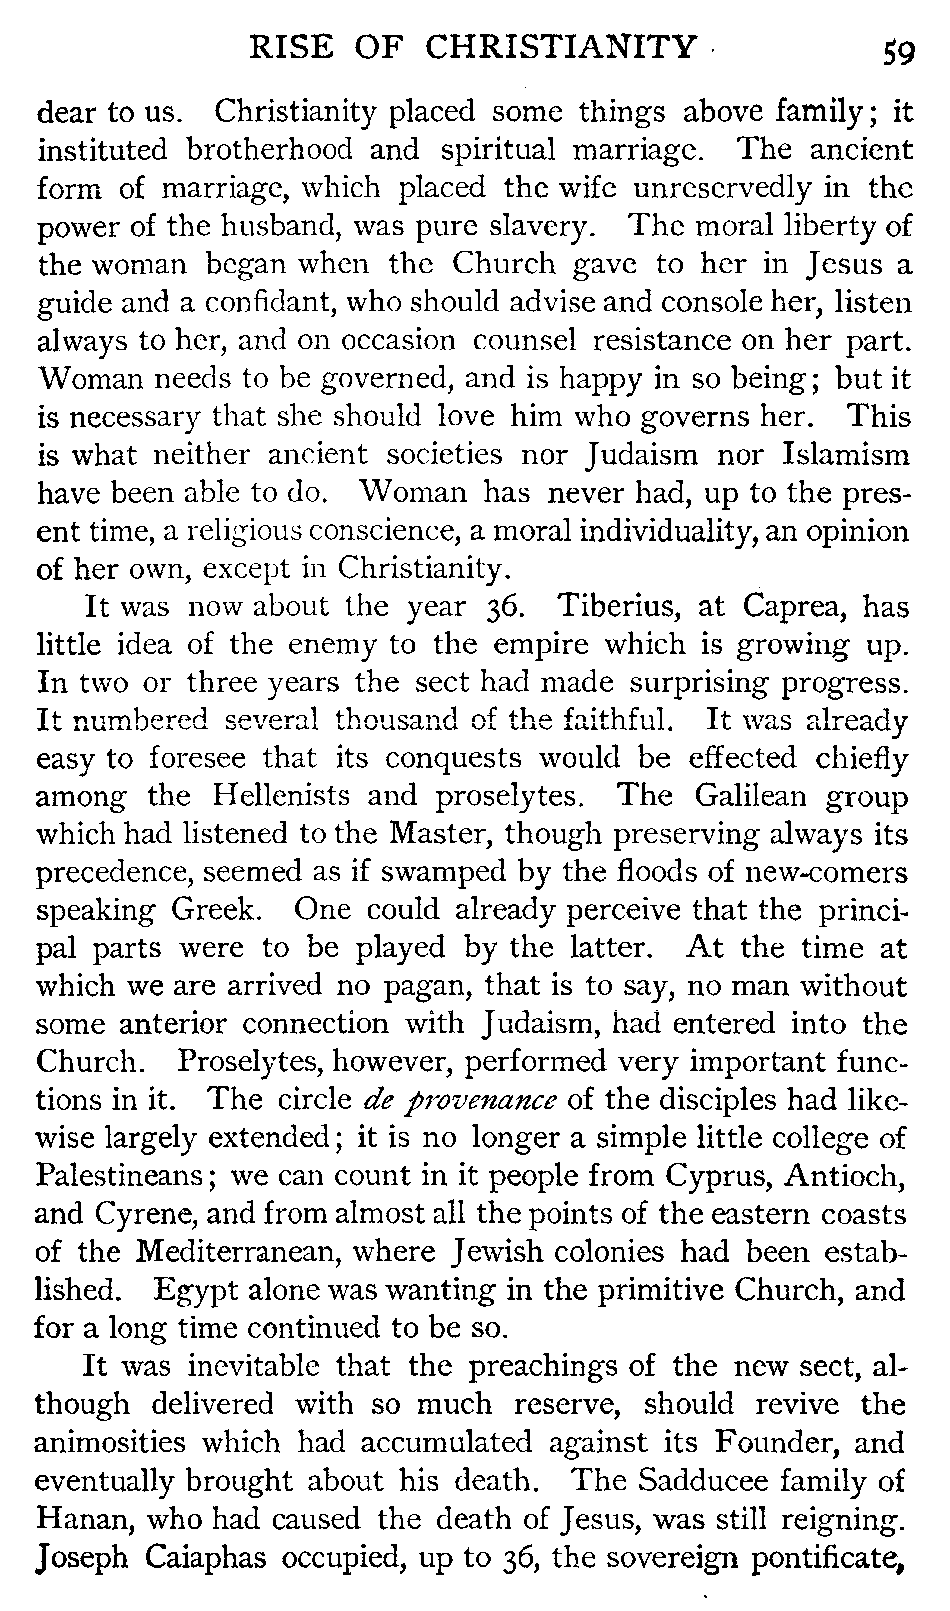 RISE OF CHRISTIANITY 59
dear to us. Christianity placed some things above family; it
instituted brotherhood and spiritual marriage. The ancient
form of marriage, which placed the wife unreservedly in the
power of the husband, was pure slavery. The moral liberty of
the woman began when the Church gave to her in Jesus a
guide and a confidant, who should advise and console her, listen
always to her, and on occasion counsel resistance on her part.
Woman needs to be governed, and is happy in so being; but it
is necessary that she should love him who governs her. This
is what neither ancient societies nor Judaism nor Islamism
have been able to do. Woman has never had, up to the pres-
ent time, a religious conscience, a moral individuality, an opinion
of her own, except in Christianity.
It was now about the year 36. Tiberius, at Caprea, has
little idea of the enemy to the empire which is growing up.
In two or three years the sect had made surprising progress.
It numbered several thousand of the faithful. It was already
easy to foresee that its conquests would be effected chiefly
among the Hellenists and proselytes. The Galilean group
which had listened to the Master, though preserving always its
precedence, seemed as if swamped by the floods of new-comers
speaking Greek. One could already perceive that the princi-
pal parts were to be played by the latter. At the time at
which we are arrived no pagan, that is to say, no man without
some anterior connection with Judaism, had entered into the
Church. Proselytes, however, performed very important func-
tions in it. The circle de provenance of the disciples had like-
wise largely extended; it is no longer a simple little college of
Palestineans; we can count in it people from Cyprus, Antioch,
and Cyrene, and from almost all the points of the eastern coasts
of the Mediterranean, where Jewish colonies had been estab-
lished. Egypt alone was wanting in the primitive Church, and
for a long time continued to be so.
It was inevitable that the preachings of the new sect, al-
though delivered with so much reserve, should revive the
animosities which had accumulated against its Founder, and
eventually brought about his death. The Sadducee family of
Hanan, who had caused the death of Jesus, was still reigning.
Joseph Caiaphas occupied, up to 36, the sovereign pontificate,